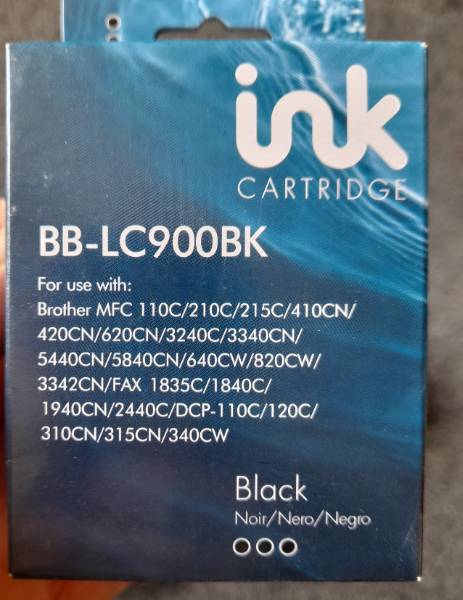 ink
CARTRIDGE
BB-LC900BK
For use with:
Brother MFC 110C/210C/215C/410CN/
420CN/620CN/3240C/3340CN/
5440CN/5840CN/640CW/820CW/
3342CN/FAX 1835C/1840C/
1940CN/2440C/DCP-110C/120C/
310CN/315CN/340CW
Black
Noir/Nero/Negro